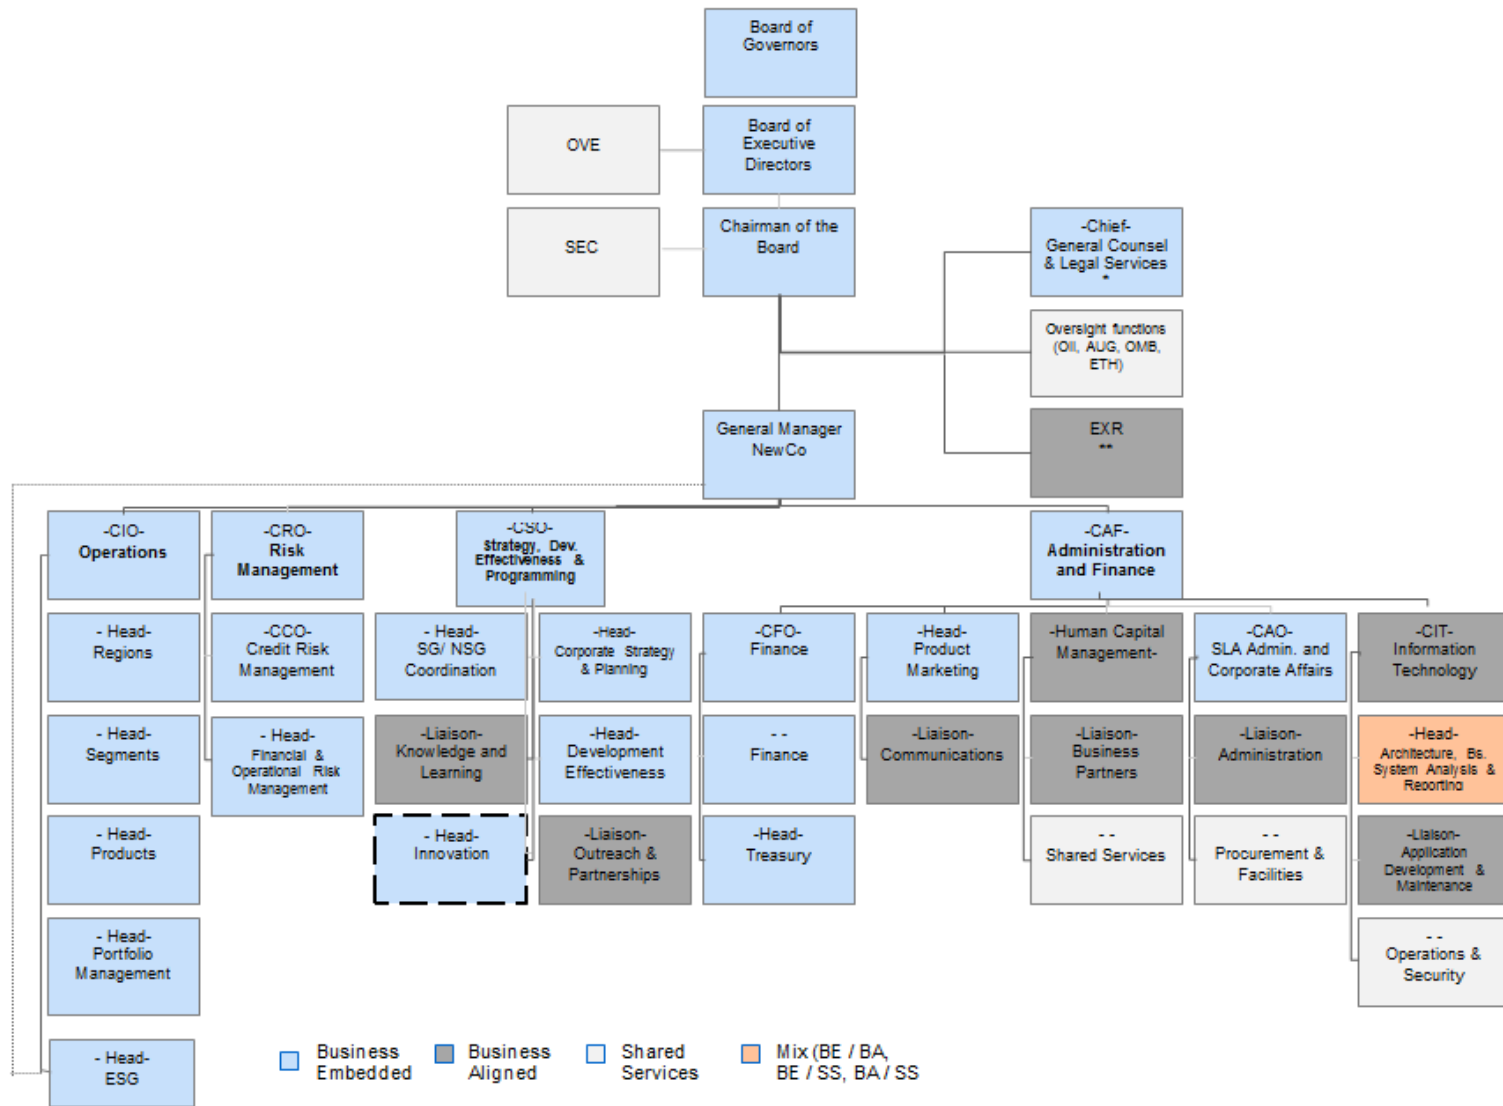 Board of
Governors
OVE
Board of
Executive
Directors
SEC
Chairman of the
Board
-Chief-
General Counsel
& Legal Services
*
Oversight functions
(OII, AUG, OMB,
ETH)
EXR
**
General Manager
NewCo
-CIO-
Operations
-CRO-
Risk
Management
-CSO-
Strategy, Dev.
Effectiveness &
Programming
-CAF-
Administration
and Finance
- Head-
Regions
-CCO-
Credit Risk
Management
- Head-
SG/ NSG
Coordination
-Head-
Corporate Strategy
& Planning
-CFO-
Finance
-Head-
Product
Marketing
-Human Capital
Management-
-CAO-
SLA Admin. and
Corporate Affairs
-CIT-
Information
Technology
- Head-
Segments
- Head-
Financial &
Operational Risk
Management
-Liaison-
Knowledge and
Learning
-Head-
Development
Effectiveness
- -
Finance
-Liaison-
Communications
-Liaison-
Business
Partners
-Liaison-
Administration
-Head-
Architecture, Bs.
System Analysis &
Reporting
- Head-
Products
- Head-
Innovation
-Liaison-
Outreach &
Partnerships
-Head-
Treasury
- -
Shared Services
- -
Procurement &
Facilities
-Liaison-
Application
Development &
Maintenance
- Head-
Portfolio
Management
- -
Operations &
Security
- Head-
ESG
Business
Embedded
Business
Aligned
Shared
Services
Mix (BE / BA,
BE / SS, BA / SS